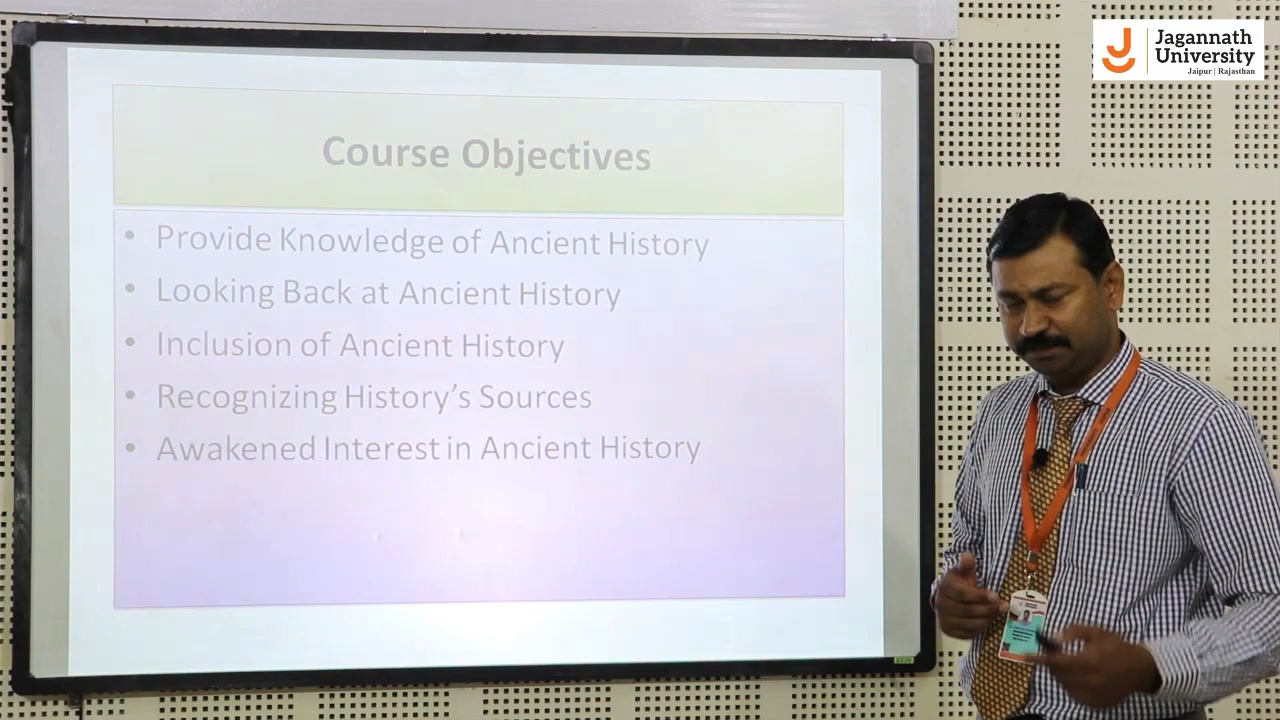 Jagannath
University
Jaipur | Rajasthan
Course Objectives
• Provide Knowledge of Ancient History
• Looking Back at Ancient History
• Inclusion of Ancient History
• Recognizing History's Sources
• Awakened Interest in Ancient History